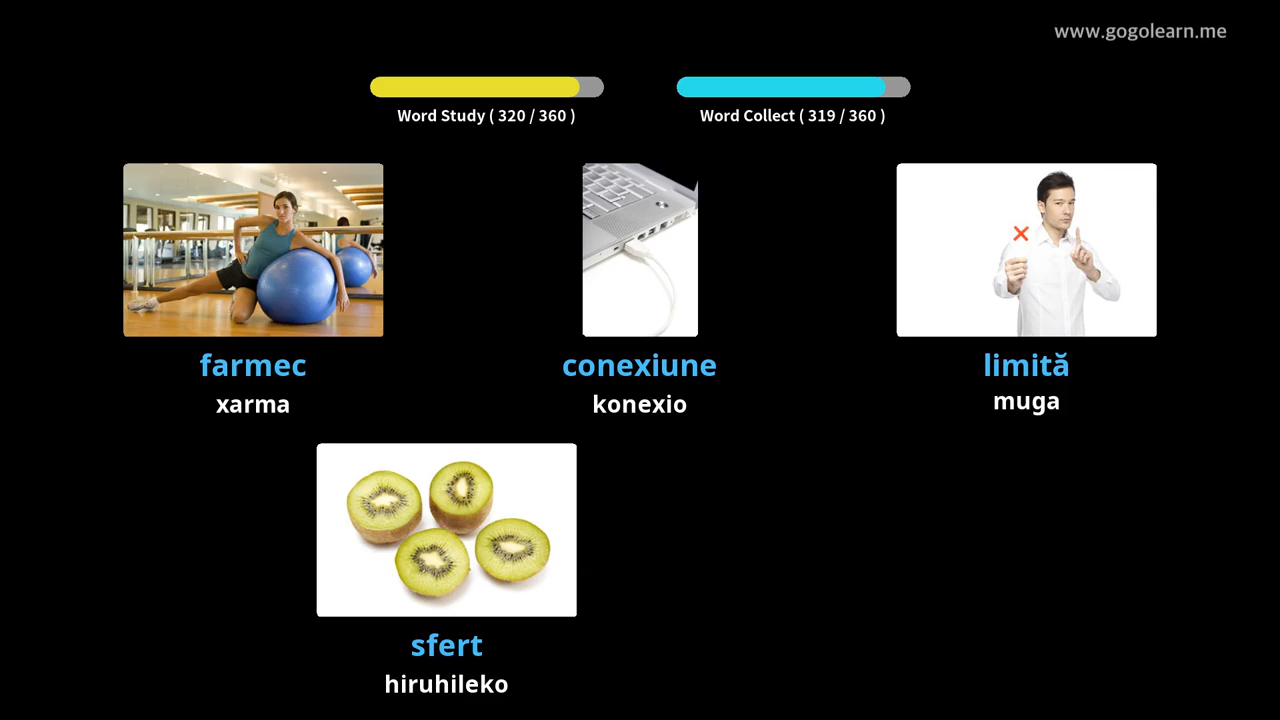 www.gogolearn.me
Word Study ( 320 / 360 )
Word Collect ( 319 / 360 )
farmec
xarma
conexiune
konexio
limită
muga
sfert
hiruhileko